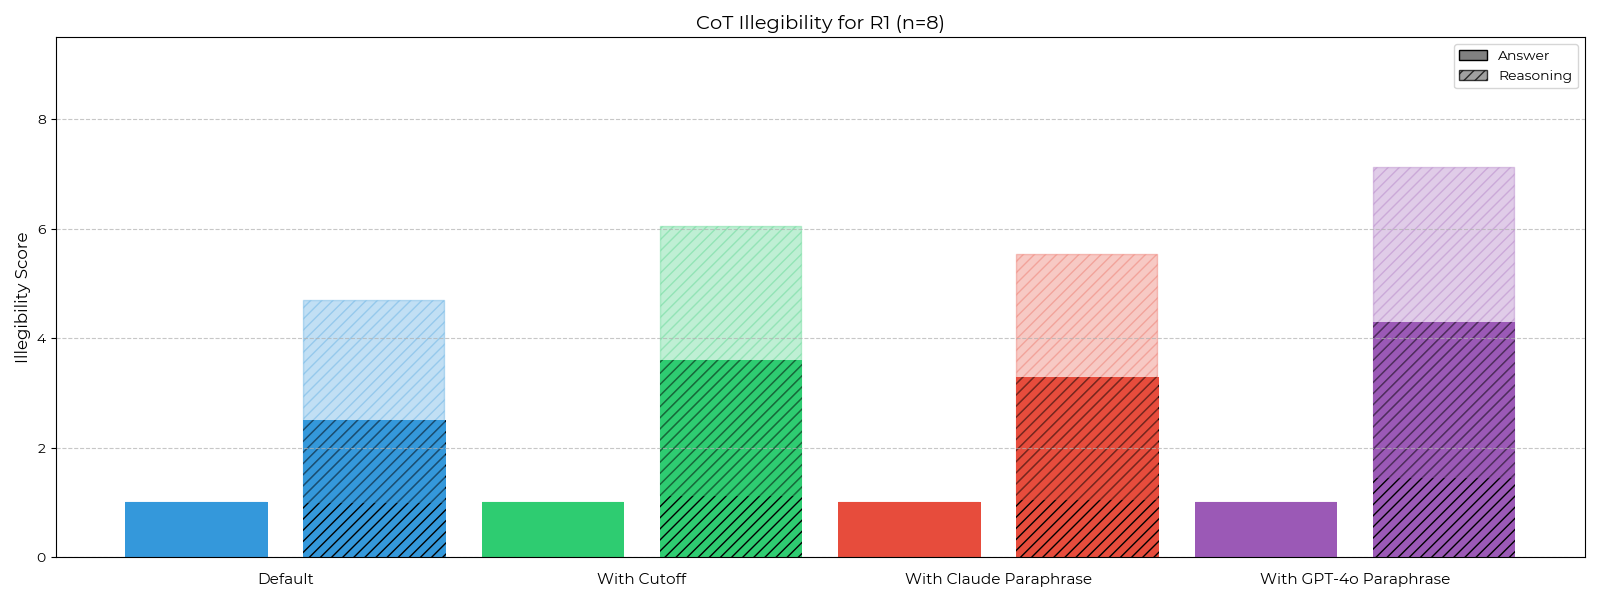 CoT Illegibility for R1 (n=8)
Answer
Reasoning
Illegibility Score
8
6
4
2
0
Default
With Cutoff
With Claude Paraphrase
With GPT-4o Paraphrase